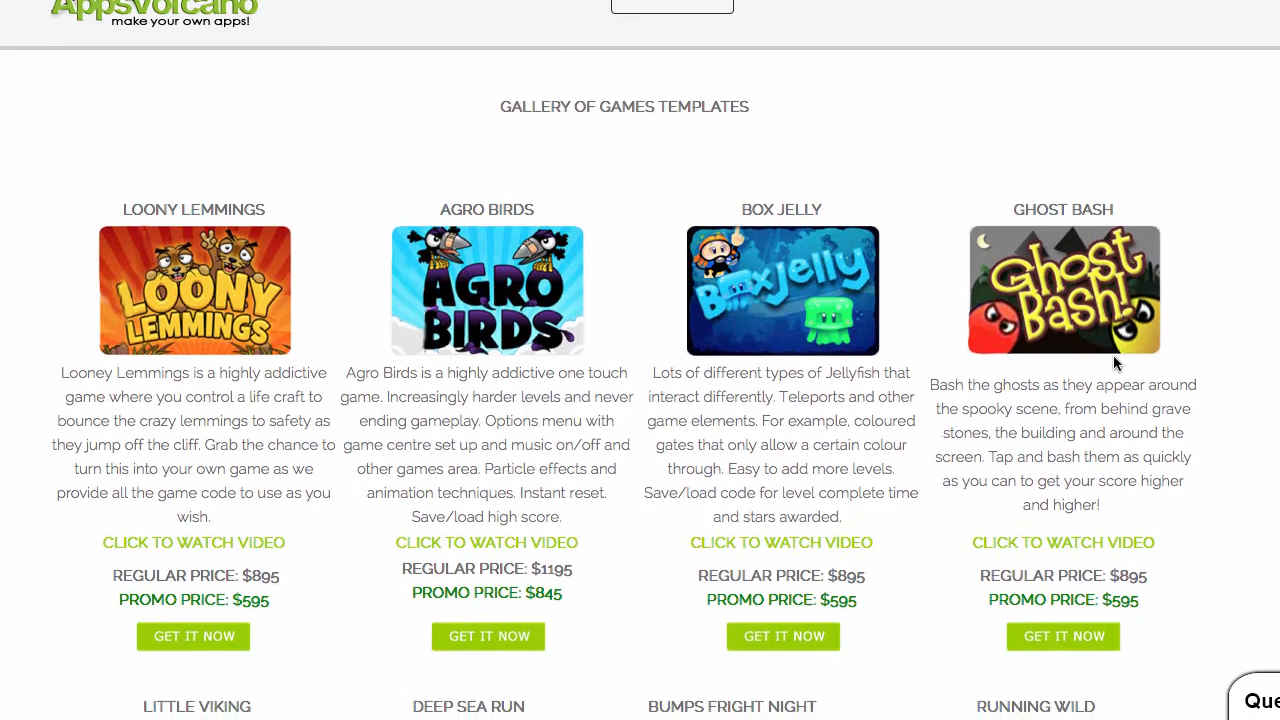 AppsVolcano
make your own apps!
GALLERY OF GAMES TEMPLATES
LOONY LEMMINGS
LOONY
LEMMINGS
Looney Lemmings is a highly addictive
game where you control a life craft to
bounce the crazy lemmings to safety as
they jump off the cliff. Grab the chance to
turn this into your own game as we
provide all the game code to use as you
wish.
CLICK TO WATCH VIDEO
REGULAR PRICE: $895
PROMO PRICE: $595
GET IT NOW
AGRO BIRDS
AGRO
BIRDS
Agro Birds is a highly addictive one touch
game. Increasingly harder levels and never
ending gameplay. Options menu with
game centre set up and music on/off and
other games area. Particle effects and
animation techniques. Instant reset.
Save/load high score.
CLICK TO WATCH VIDEO
REGULAR PRICE: $1195
PROMO PRICE: $845
GET IT NOW
BOX JELLY
Box Jelly
Lots of different types of Jellyfish that
interact differently. Teleports and other
game elements. For example, coloured
gates that only allow a certain colour
through. Easy to add more levels.
Save/load code for level complete time
and stars awarded.
CLICK TO WATCH VIDEO
REGULAR PRICE: $895
PROMO PRICE: $595
GET IT NOW
GHOST BASH
Ghost
Bash!
Bash the ghosts as they appear around
the spooky scene, from behind grave
stones, the building and around the
screen. Tap and bash them as quickly
as you can to get your score higher
and higher!
CLICK TO WATCH VIDEO
REGULAR PRICE: $895
PROMO PRICE: $595
GET IT NOW
LITTLE VIKING
DEEP SEA RUN
BUMPS FRIGHT NIGHT
RUNNING WILD